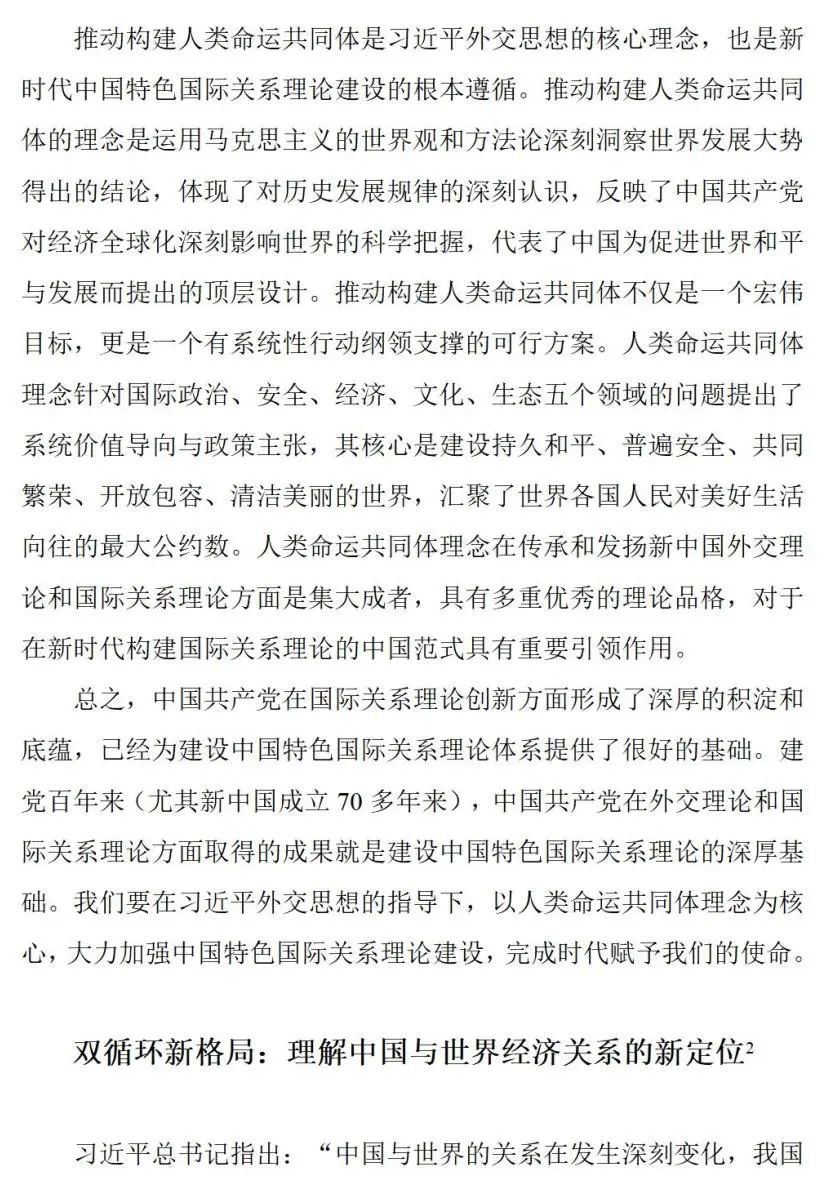 推动构建人类命运共同体是习近平外交思想的核心理念，也是新
时代中国特色国际关系理论建设的根本遵循。推动构建人类命运共同
体的理念是运用马克思主义的世界观和方法论深刻洞察世界发展大势
得出的结论，体现了对历史发展规律的深刻认识，反映了中国共产党
对经济全球化深刻影响世界的科学把握，代表了中国为促进世界和平
与发展而提出的顶层设计。推动构建人类命运共同体不仅是一个宏伟
目标，更是一个有系统性行动纲领支撑的可行方案。人类命运共同体
理念针对国际政治、安全、经济、文化、生态五个领域的问题提出了
系统价值导向与政策主张，其核心是建设持久和平、普遍安全、共同
繁荣、开放包容、清洁美丽的世界，汇聚了世界各国人民对美好生活
向往的最大公约数。人类命运共同体理念在传承和发扬新中国外交理
论和国际关系理论方面是集大成者，具有多重优秀的理论品格，对于
在新时代构建国际关系理论的中国范式具有重要引领作用。
总之，中国共产党在国际关系理论创新方面形成了深厚的积淀和
底蕴，已经为建设中国特色国际关系理论体系提供了很好的基础。建
党百年来（尤其新中国成立 70 多年来），中国共产党在外交理论和国
际关系理论方面取得的成果就是建设中国特色国际关系理论的深厚基
础。我们要在习近平外交思想的指导下，以人类命运共同体理念为核
心，大力加强中国特色国际关系理论建设，完成时代赋予我们的使命。
双循环新格局：理解中国与世界经济关系的新定位²
习近平总书记指出：“中国与世界的关系在发生深刻变化，我国